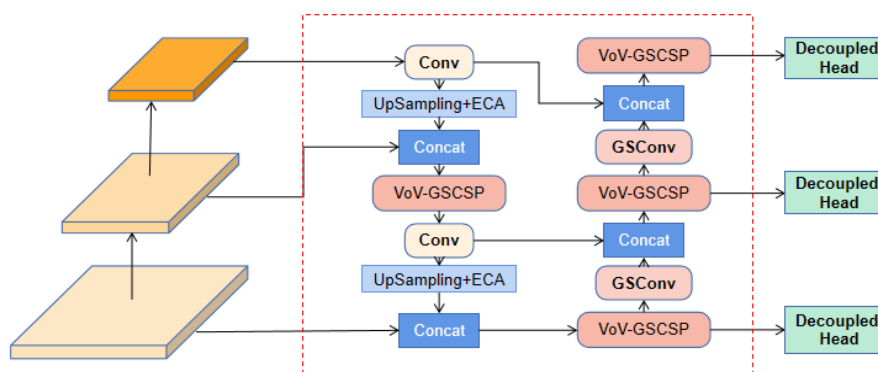 Conv
UpSampling+ECA
Concat
VoV-GSCSP
Conv
UpSampling+ECA
Concat
VoV-GSCSP
Concat
GSConv
VoV-GSCSP
Concat
GSConv
VoV-GSCSP
Decoupled
Head
Decoupled
Head
Decoupled
Head